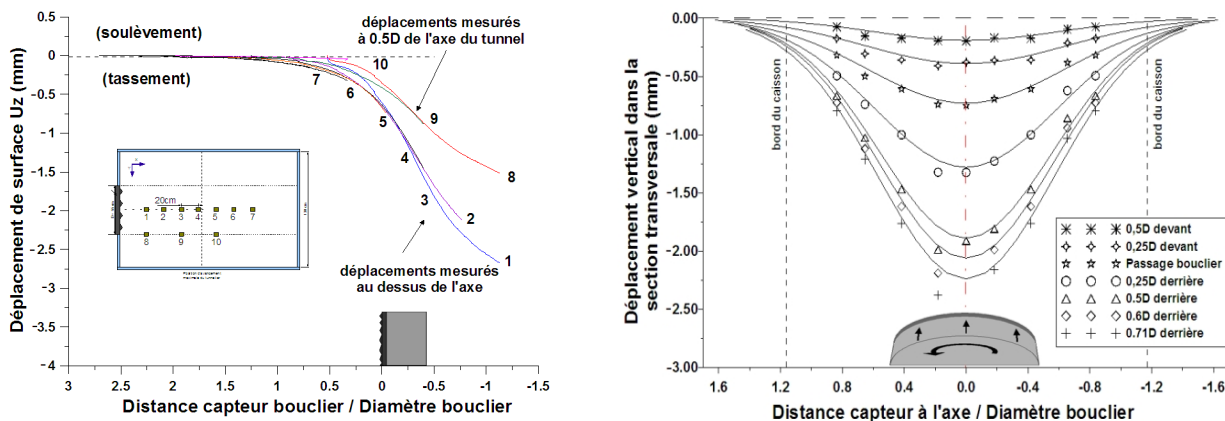 Déplacement de surface Uz (mm)
0.5
0
-0.5
-1
-1.5
-2
-2.5
-3
-3.5
-4
(soulèvement)
(tassement)
déplacements mesurés
à 0.5D de l'axe du tunnel
10
7
6
5
9
4
8
3
2
1
déplacements mesurés
au dessus de l'axe
20cm
1 2 3 4 5 6 7
8 9 10
3 2.5 2 1.5 1 0.5 0 -0.5 -1 -1.5
Distance capteur bouclier / Diamètre bouclier
Déplacement vertical dans la
section transversale (mm)
0.00
-0.50
-1.00
-1.50
-2.00
-2.50
-3.00
bord du caisson
bord du caisson
0,5D devant
0,25D devant
Passage bouclier
0,25D derrière
0.5D derrière
0.6D derrière
0.71D derrière
1.6 1.2 0.8 0.4 0.0 -0.4 -0.8 -1.2 -1.6
Distance capteur à l'axe / Diamètre bouclier